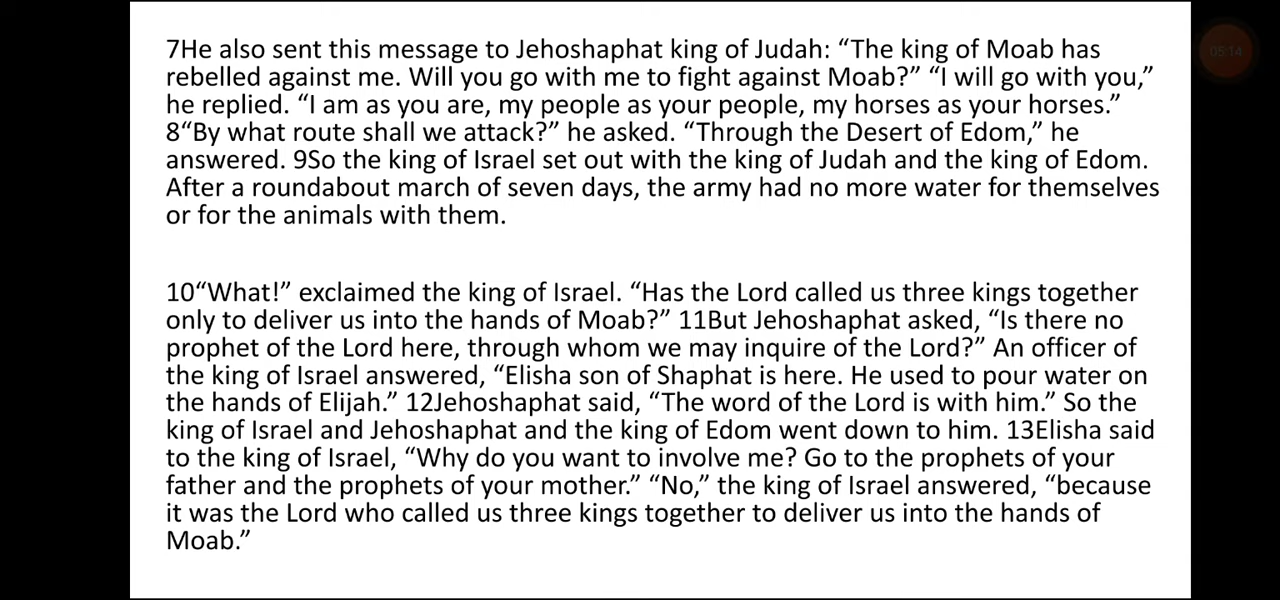 7He also sent this message to Jehoshaphat king of Judah: “The king of Moab has
rebelled against me. Will you go with me to fight against Moab?” “I will go with you,”
he replied. “I am as you are, my people as your people, my horses as your horses.”
8“By what route shall we attack?” he asked. “Through the Desert of Edom,” he
answered. 9So the king of Israel set out with the king of Judah and the king of Edom.
After a roundabout march of seven days, the army had no more water for themselves
or for the animals with them.
10“What!” exclaimed the king of Israel. “Has the Lord called us three kings together
only to deliver us into the hands of Moab?” 11But Jehoshaphat asked, “Is there no
prophet of the Lord here, through whom we may inquire of the Lord?” An officer of
the king of Israel answered, “Elisha son of Shaphat is here. He used to pour water on
the hands of Elijah.” 12Jehoshaphat said, “The word of the Lord is with him.” So the
king of Israel and Jehoshaphat and the king of Edom went down to him. 13Elisha said
to the king of Israel, “Why do you want to involve me? Go to the prophets of your
father and the prophets of your mother.” “No,” the king of Israel answered, “because
it was the Lord who called us three kings together to deliver us into the hands of
Moab.”
05:14